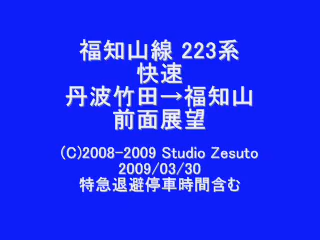 福知山線 223系
快速
丹波竹田→福知山
前面展望
(C)2008-2009 Studio Zesuto
2009/03/30
特急退避停車時間含む